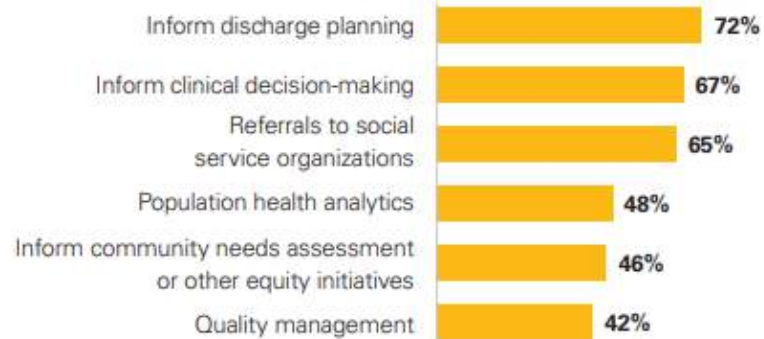 Inform discharge planning 72%
Inform clinical decision-making 67%
Referrals to social
service organizations 65%
Population health analytics 48%
Inform community needs assessment
or other equity initiatives 46%
Quality management 42%